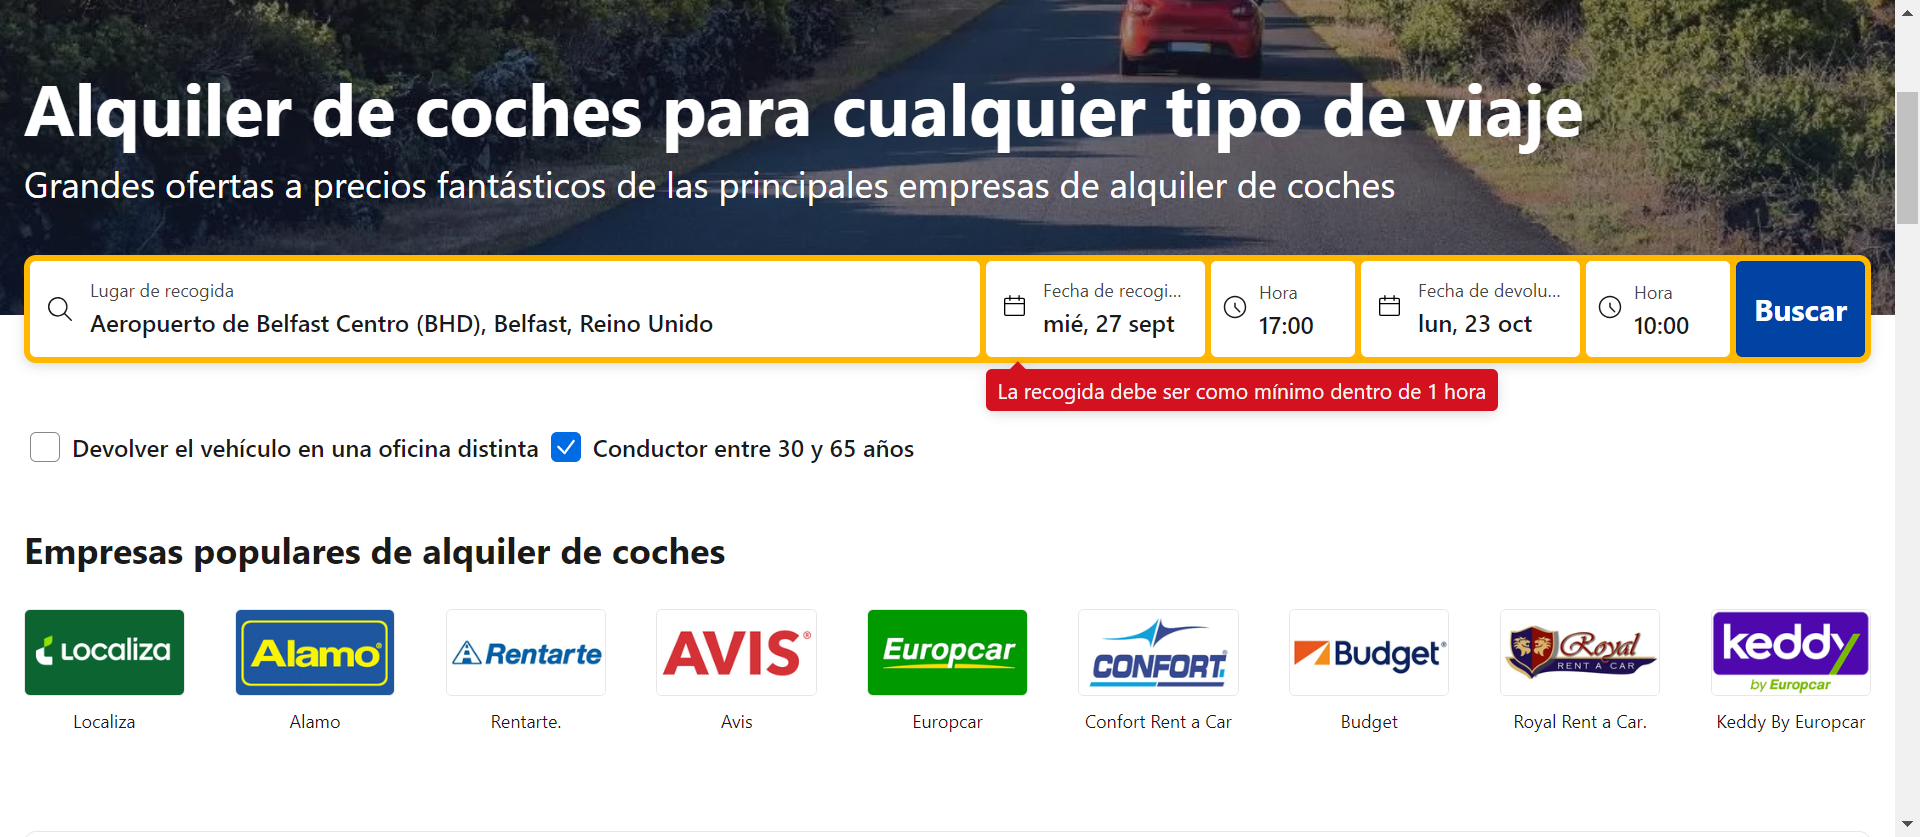 Alquiler de coches para cualquier tipo de viaje
Grandes ofertas a precios fantásticos de las principales empresas de alquiler de coches
Lugar de recogida
Aeropuerto de Belfast Centro (BHD), Belfast, Reino Unido
Fecha de recogi...
mié, 27 sept
Hora
17:00
Fecha de devolu...
lun, 23 oct
Hora
10:00
Buscar
La recogida debe ser como mínimo dentro de 1 hora
Devolver el vehículo en una oficina distinta
Conductor entre 30 y 65 años
Empresas populares de alquiler de coches
Localiza
Alamo
Rentarte
AVIS
Europcar
CONFORT
Budget
Royal
RENT A CAR
keddy
by Europcar
Localiza
Alamo
Rentarte.
Avis
Europcar
Confort Rent a Car
Budget
Royal Rent a Car.
Keddy By Europcar